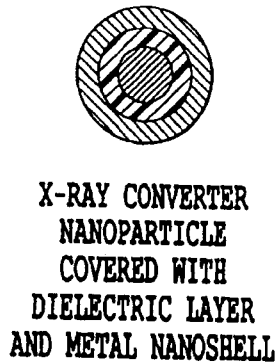 X-RAY CONVERTER
NANOPARTICLE
COVERED WITH
DIELECTRIC LAYER
AND METAL NANOSHELL